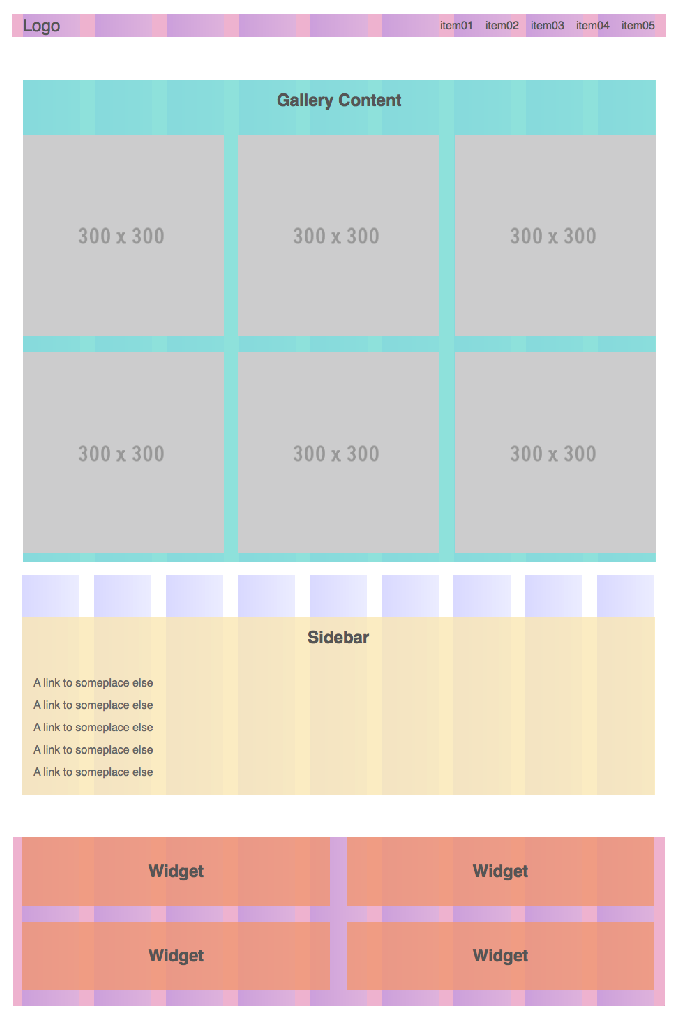 Logo item01 item02 item03 item04 item05
Gallery Content
300 x 300 300 x 300 300 x 300
300 x 300 300 x 300 300 x 300
Sidebar
A link to someplace else
A link to someplace else
A link to someplace else
A link to someplace else
A link to someplace else
Widget Widget
Widget Widget